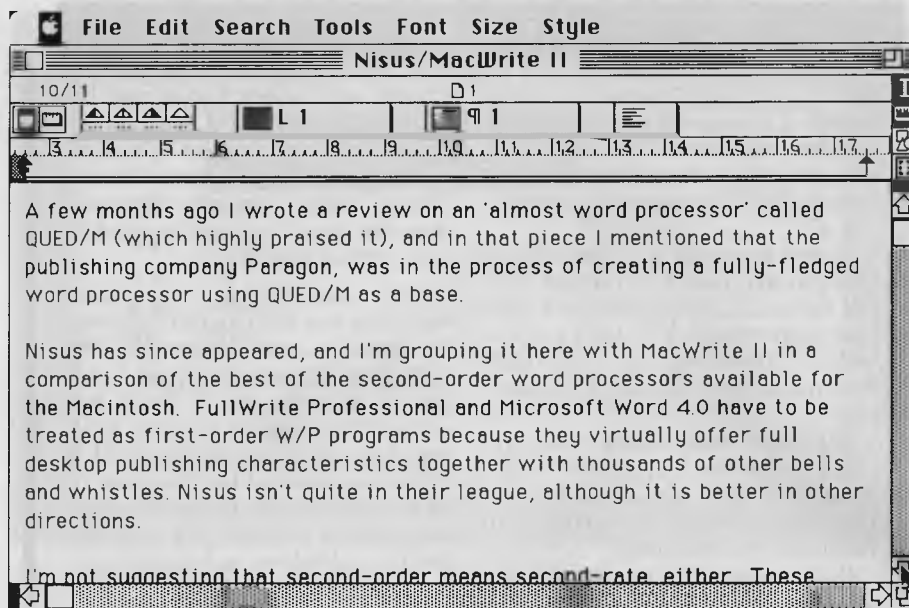 File Edit Search Tools Font Size Style
Nisus/MacWrite II
10/11 1
L 1 ¶ 1
3 4 5 6 7 8 9 10 11 12 13 14 15 16 17
A few months ago I wrote a review on an 'almost word processor' called
QUED/M (which highly praised it), and in that piece I mentioned that the
publishing company Paragon, was in the process of creating a fully-fledged
word processor using QUED/M as a base.
Nisus has since appeared, and I'm grouping it here with MacWrite II in a
comparison of the best of the second-order word processors available for
the Macintosh. FullWrite Professional and Microsoft Word 4.0 have to be
treated as first-order W/P programs because they virtually offer full
desktop publishing characteristics together with thousands of other bells
and whistles. Nisus isn't quite in their league, although it is better in other
directions.
I'm not suggesting that second-order means second-rate either. These